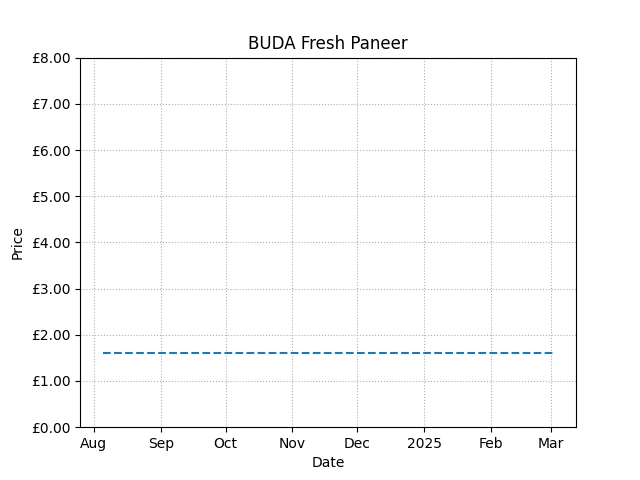 BUDA Fresh Paneer
£8.00
£7.00
£6.00
£5.00
£4.00
£3.00
£2.00
£1.00
£0.00
Price
Aug Sep Oct Nov Dec 2025 Feb Mar
Date